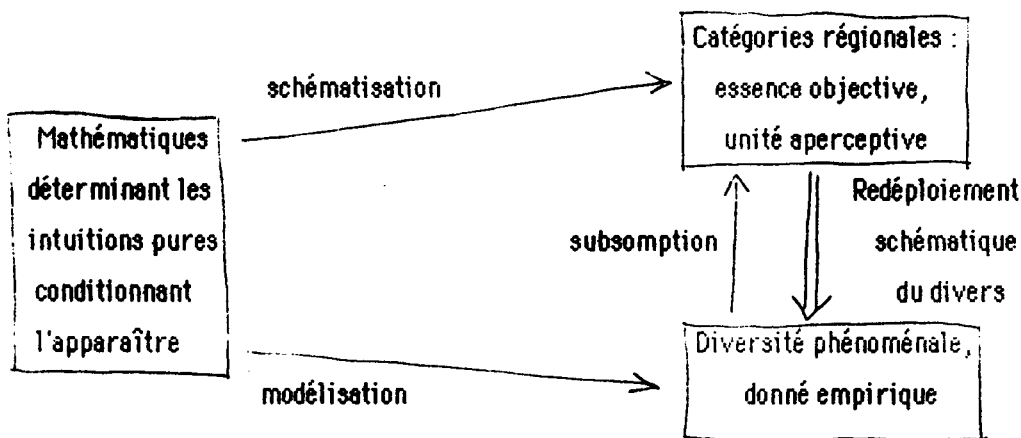 Catégories régionales :
essence objective,
unité aperceptive
schématisation
Mathématiques
déterminant les
intuitions pures
conditionnant
l'apparaître
subsomption
Redéploiement
schématique
du divers
modélisation
Diversité phénoménale,
donné empirique